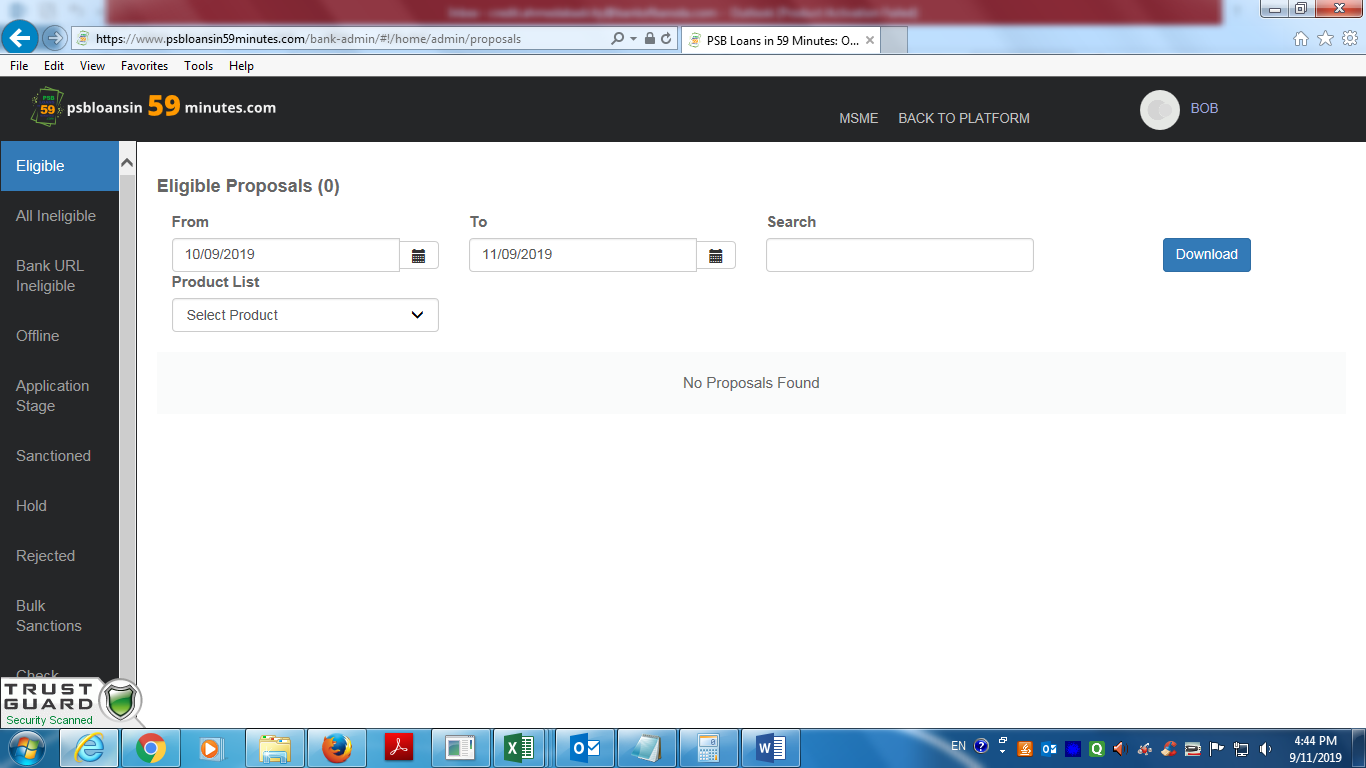 https://www.psbloansin59minutes.com/bank-admin/#!/home/admin/proposals
PSB Loans in 59 Minutes: O...
File Edit View Favorites Tools Help
PSB
59
psbloansin 59 minutes.com
MSME BACK TO PLATFORM
BOB
Eligible
All Ineligible
Bank URL
Ineligible
Offline
Application
Stage
Sanctioned
Hold
Rejected
Bulk
Sanctions
Check
Eligible Proposals (0)
From To Search
10/09/2019 11/09/2019 Download
Product List
Select Product
No Proposals Found
TRUST
GUARD
Security Scanned
EN
4:44 PM
9/11/2019